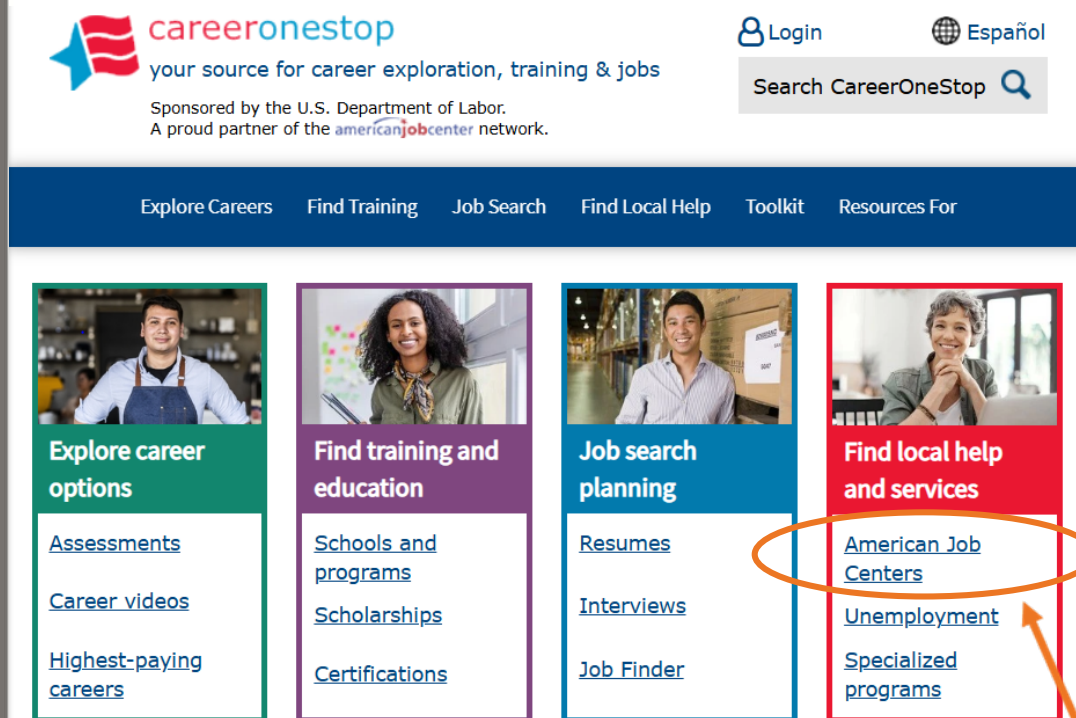 careeronestop
your source for career exploration, training & jobs
Sponsored by the U.S. Department of Labor.
A proud partner of the americanjobcenter network.
Login
Español
Search CareerOneStop
Explore Careers Find Training Job Search Find Local Help Toolkit Resources For
Explore career
options
Assessments
Career videos
Highest-paying
careers
Find training and
education
Schools and
programs
Scholarships
Certifications
Job search
planning
Resumes
Interviews
Job Finder
Find local help
and services
American Job
Centers
Unemployment
Specialized
programs